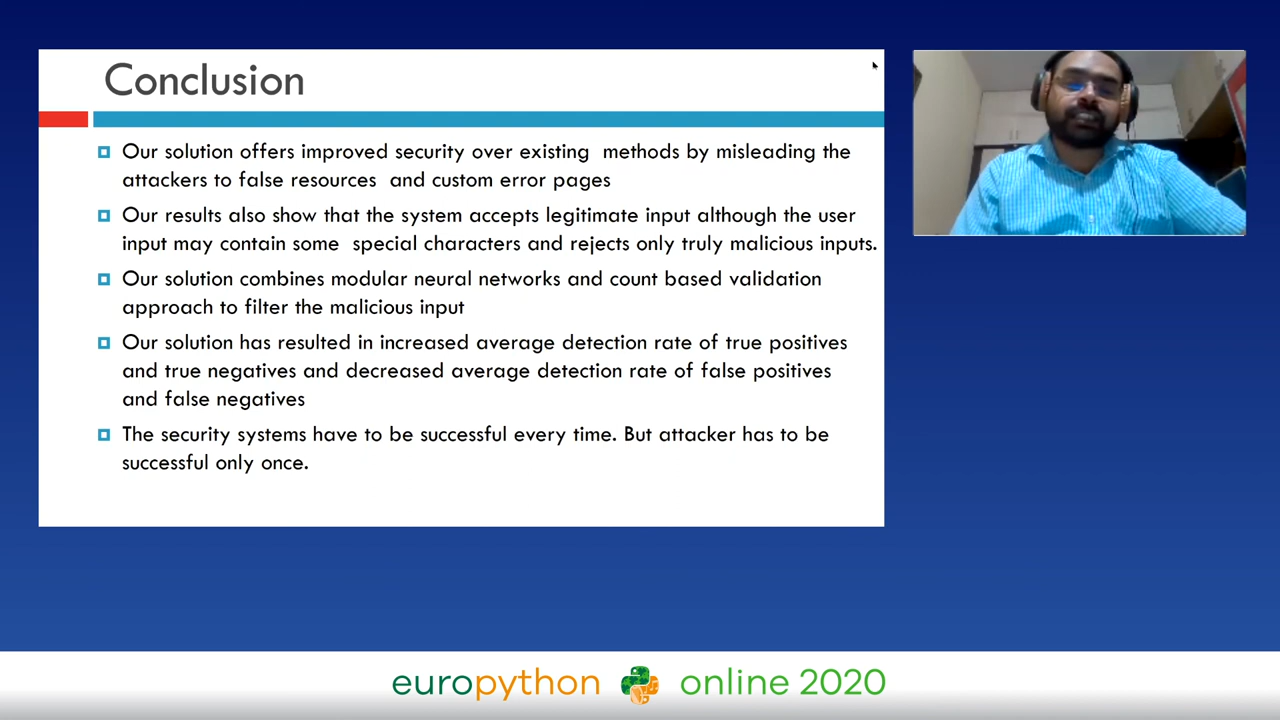 Conclusion
Our solution offers improved security over existing methods by misleading the
attackers to false resources and custom error pages
Our results also show that the system accepts legitimate input although the user
input may contain some special characters and rejects only truly malicious inputs.
Our solution combines modular neural networks and count based validation
approach to filter the malicious input
Our solution has resulted in increased average detection rate of true positives
and true negatives and decreased average detection rate of false positives
and false negatives
The security systems have to be successful every time. But attacker has to be
successful only once.
europython online 2020